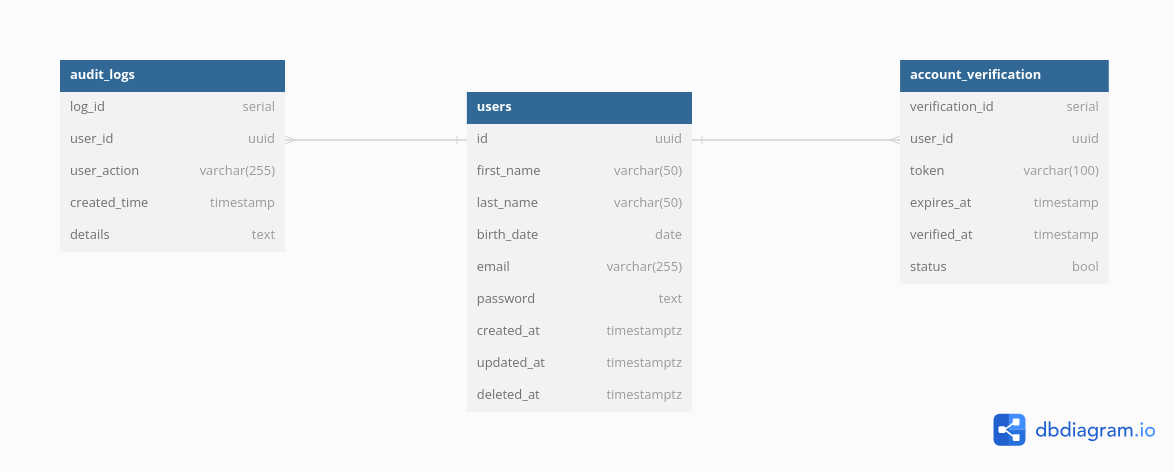 audit_logs
log_id serial
user_id uuid
user_action varchar(255)
created_time timestamp
details text
users
id uuid
first_name varchar(50)
last_name varchar(50)
birth_date date
email varchar(255)
password text
created_at timestamptz
updated_at timestamptz
deleted_at timestamptz
account_verification
verification_id serial
user_id uuid
token varchar(100)
expires_at timestamp
verified_at timestamp
status bool
dbdiagram.io